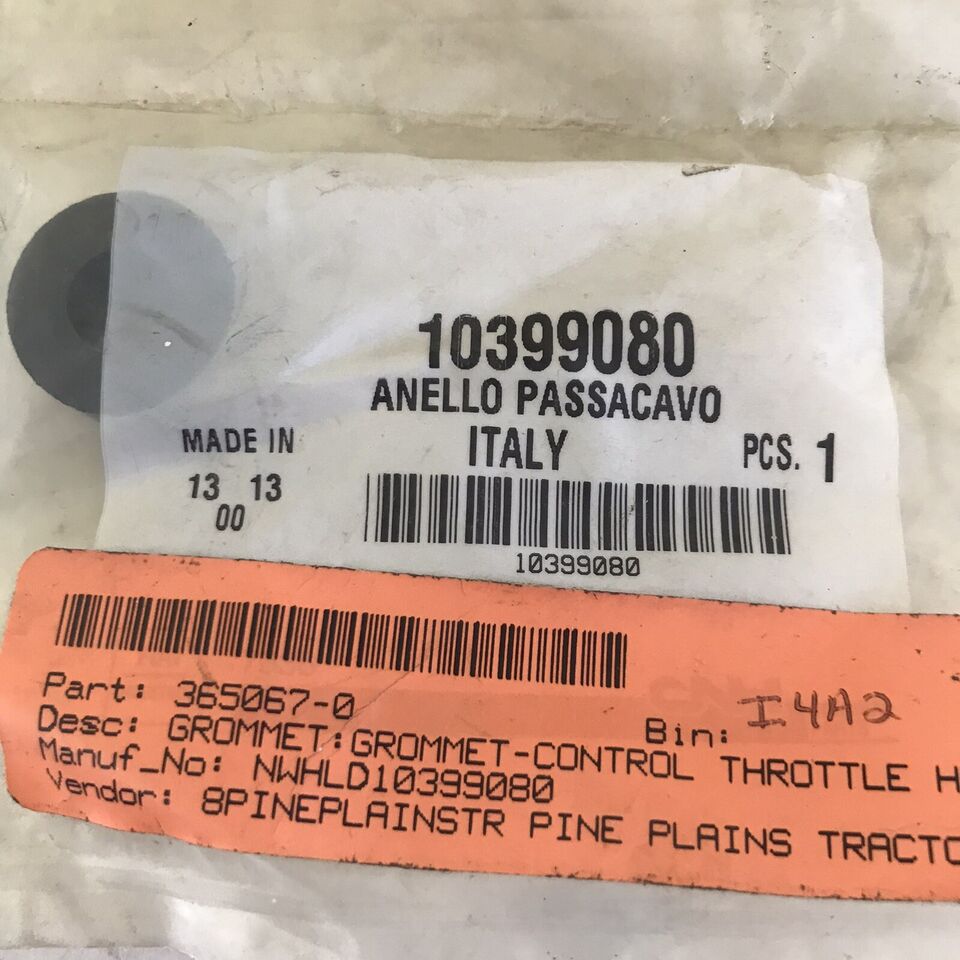 10399080
ANELLO PASSACAVO
MADE IN ITALY PCS. 1
13 13
00
10399080
Part: 365067-0
Bin: I4A2
Desc: GROMMET:GROMMET-CONTROL THROTTLE H
Manuf_No: NWHLD10399080
Vendor: 8PINEPLAINSTR PINE PLAINS TRACTO